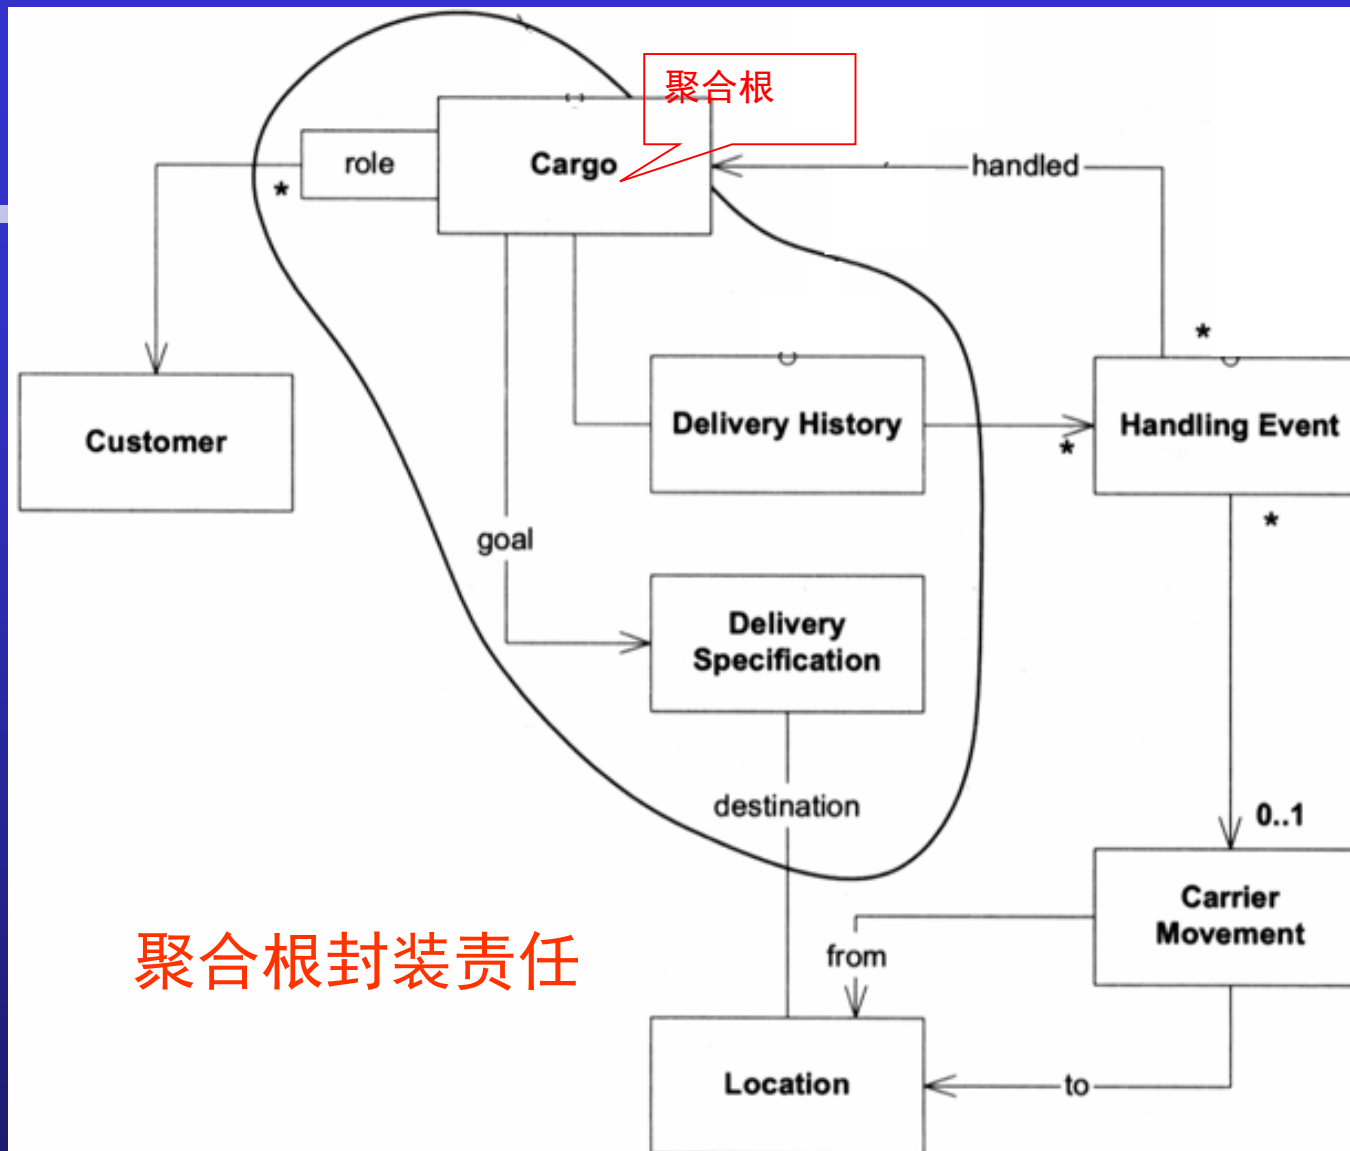 聚合根
role
Cargo
handled
*
*
Customer
Delivery History
*
Handling Event
*
goal
Delivery
Specification
destination
0..1
Carrier
Movement
聚合根封装责任
from
Location
to